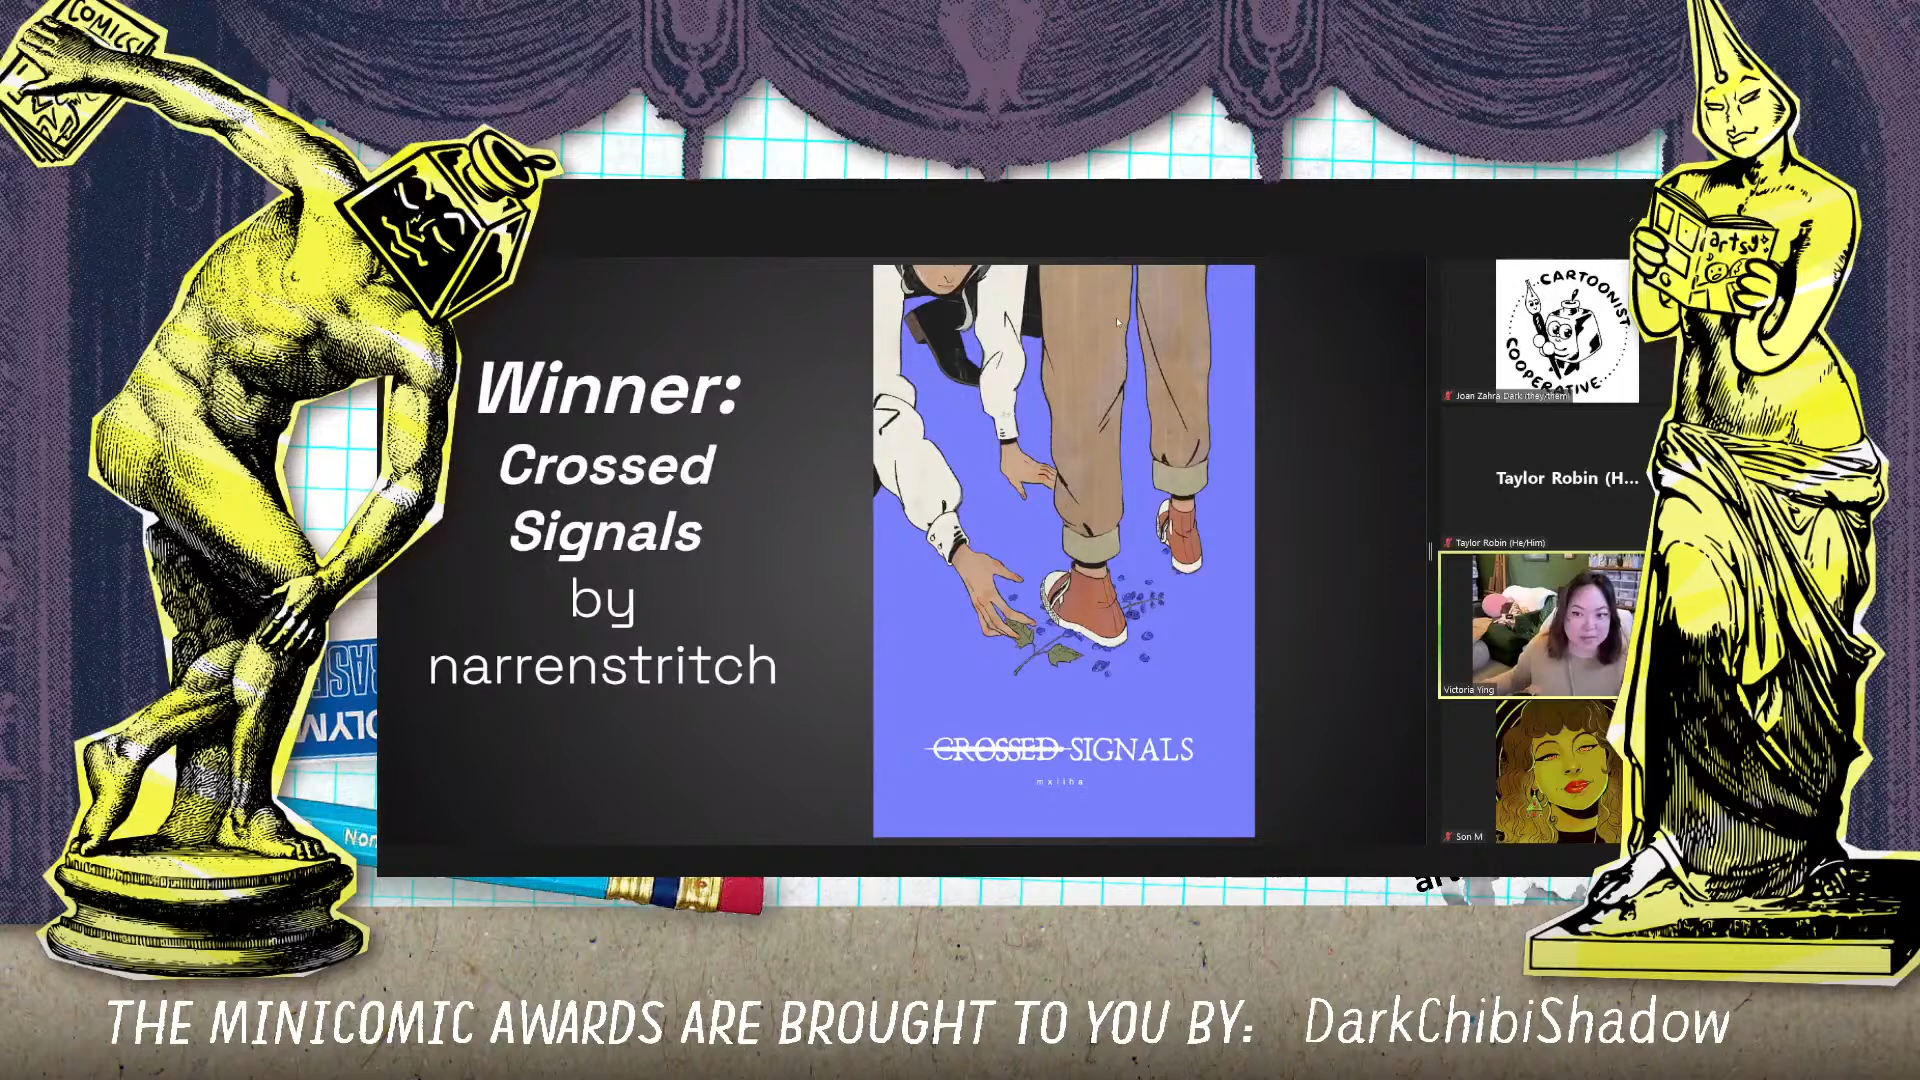 COMICS!
Winner:
Crossed
Signals
by
narrenstritch
CROSSED SIGNALS
mxiiha
CARTOONIST
COOPERATIVE
Joan Zahra Dark (they/them)
Taylor Robin (H...
Taylor Robin (He/Him)
Victoria Ying
Son M
artsy
THE MINICOMIC AWARDS ARE BROUGHT TO YOU BY: DarkChibiShadow